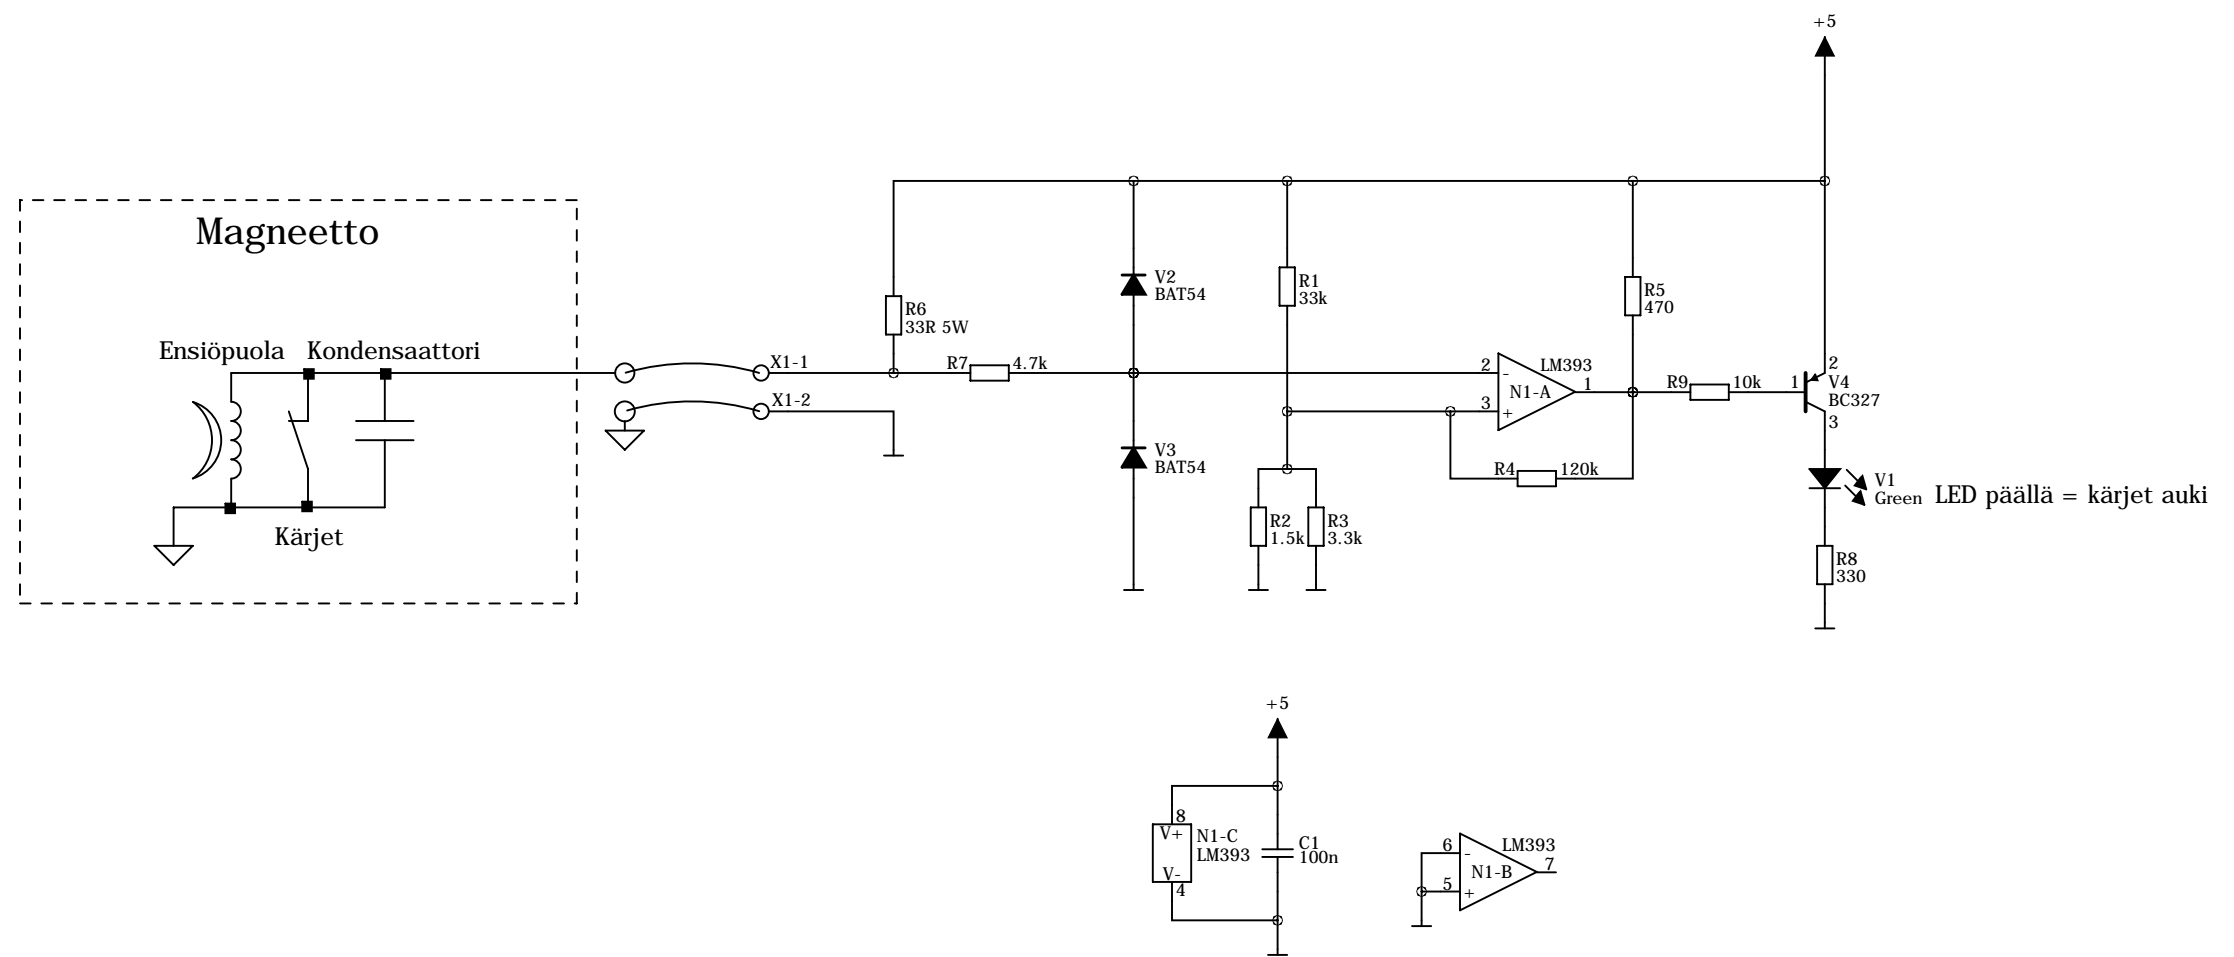 +5
Magneetto
V2
BAT54
R1
33k
R5
470
R6
33R 5W
Ensiöpuola Kondensaattori
X1-1
R7 4.7k
2
-
LM393
N1-A
1
3
+
R9 10k
1
2
V4
BC327
3
X1-2
V3
BAT54
R4 120k
V1
Green
LED päällä = kärjet auki
R2
1.5k
R3
3.3k
Kärjet
R8
330
+5
8
V+
N1-C
LM393
V-
4
C1
100n
6
-
LM393
N1-B
7
5
+